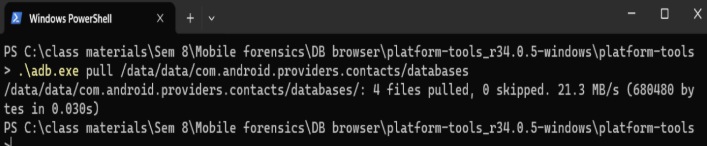 Windows PowerShell
PS C:\class materials\Sem 8\Mobile forensics\DB browser\platform-tools_r34.0.5-windows\platform-tools
> .\adb.exe pull /data/data/com.android.providers.contacts/databases
/data/data/com.android.providers.contacts/databases/: 4 files pulled, 0 skipped. 21.3 MB/s (680480 by
tes in 0.030s)
PS C:\class materials\Sem 8\Mobile forensics\DB browser\platform-tools_r34.0.5-windows\platform-tools
>